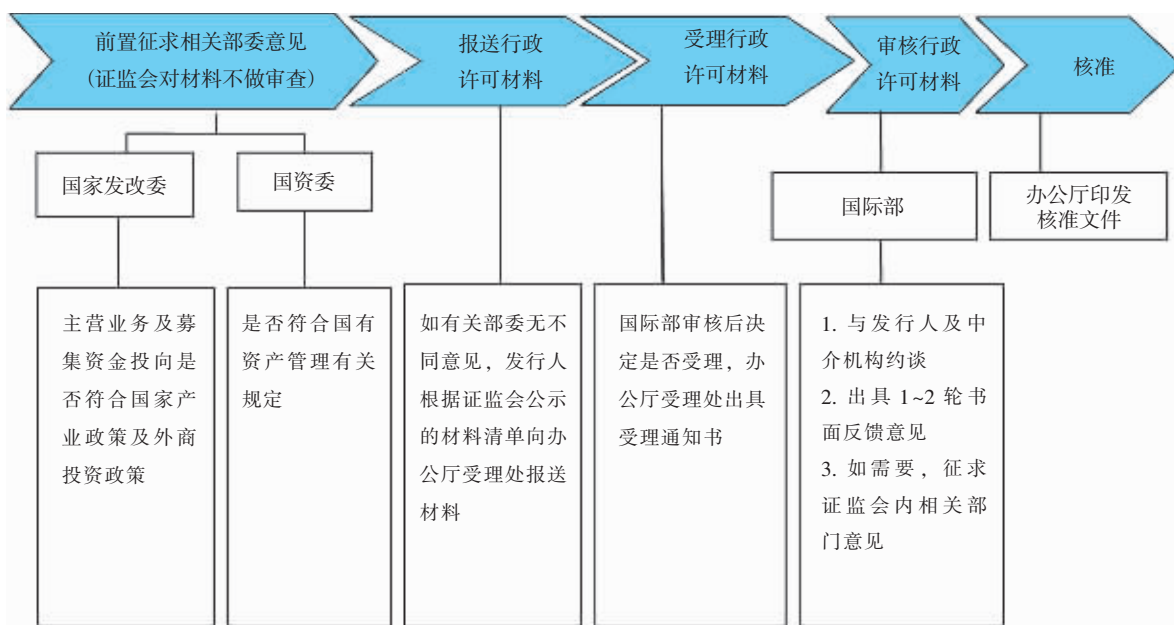 前置征求相关部委意见
(证监会对材料不做审查)
报送行政
许可材料
受理行政
许可材料
审核行政
许可材料
核准
国家发改委
国资委
国际部
办公厅印发
核准文件
主营业务及募
集资金投向是
否符合国家产
业政策及外商
投资政策
是否符合国有
资产管理有关
规定
如有关部委无不
同意见，发行人
根据证监会公示
的材料清单向办
公厅受理处报送
材料
国际部审核后决
定是否受理，办
公厅受理处出具
受理通知书
1. 与发行人及中
介机构约谈
2. 出具 1~2 轮书
面反馈意见
3. 如需要，征求
证监会内相关部
门意见